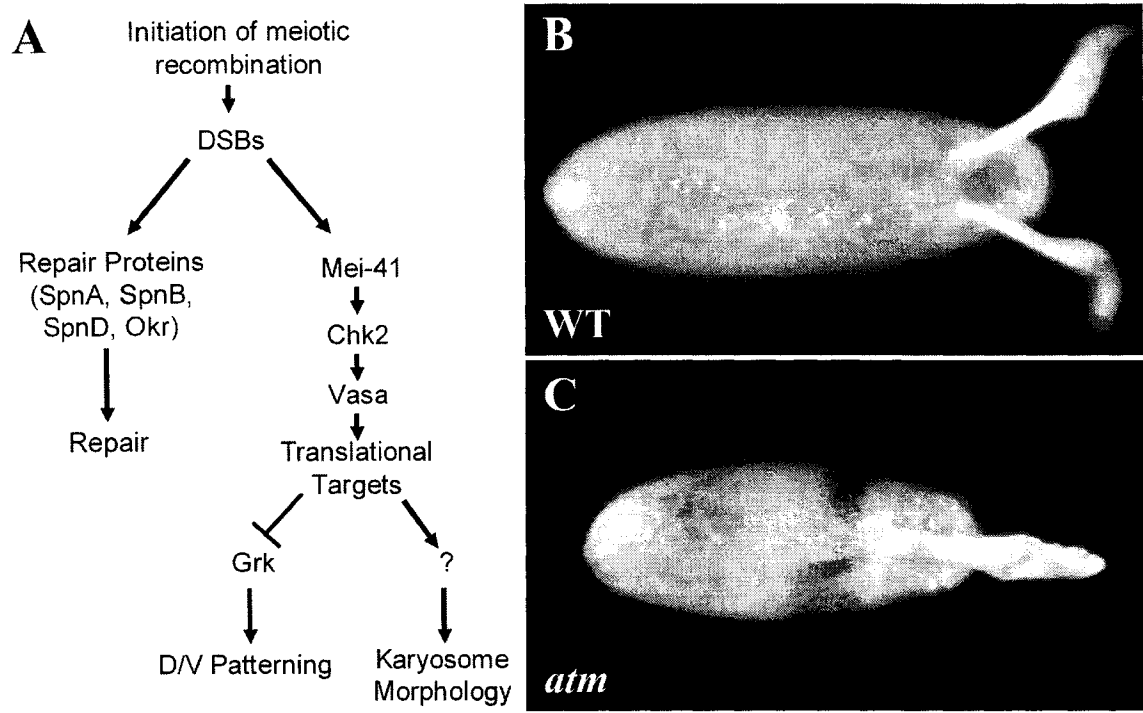 A
Initiation of meiotic
recombination
DSBs
Repair Proteins
(SpnA, SpnB,
SpnD, Okr)
Repair
Mei-41
Chk2
Vasa
Translational
Targets
Grk
?
D/V Patterning
Karyosome
Morphology
B
WT
C
atm